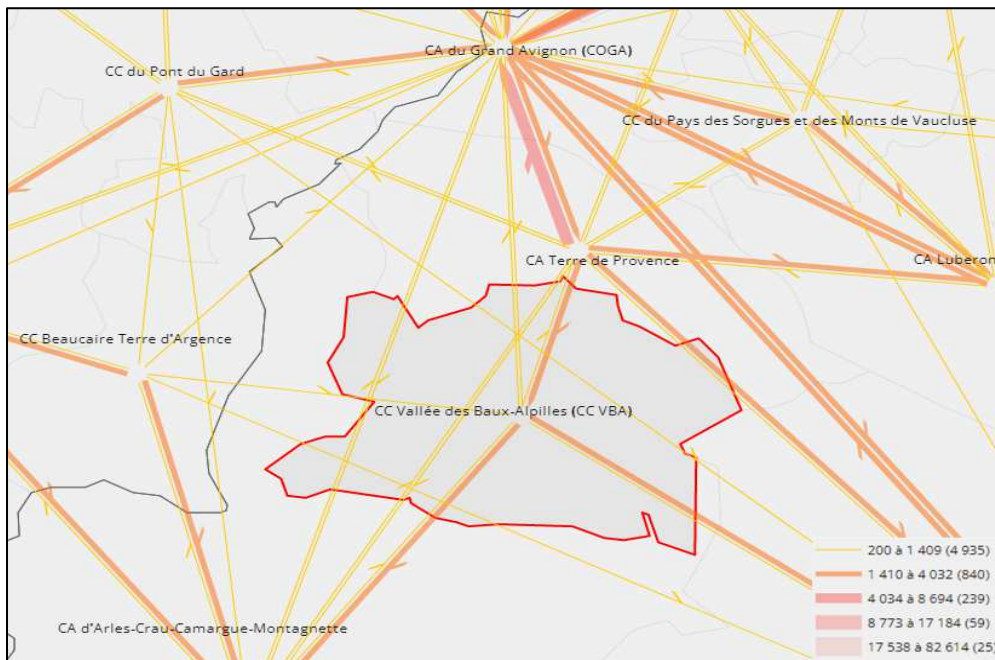 CA du Grand Avignon (COGA)
CC du Pont du Gard
CC du Pays des Sorgues et des Monts de Vaucluse
CA Terre de Provence
CA Luberon
CC Beaucaire Terre d'Argence
CC Vallée des Baux-Alpilles (CC VBA)
CA d'Arles-Crau-Camargue-Montagnette
200 à 1 409 (4 935)
1 410 à 4 032 (840)
4 034 à 8 694 (239)
8 773 à 17 184 (59)
17 538 à 82 614 (25)